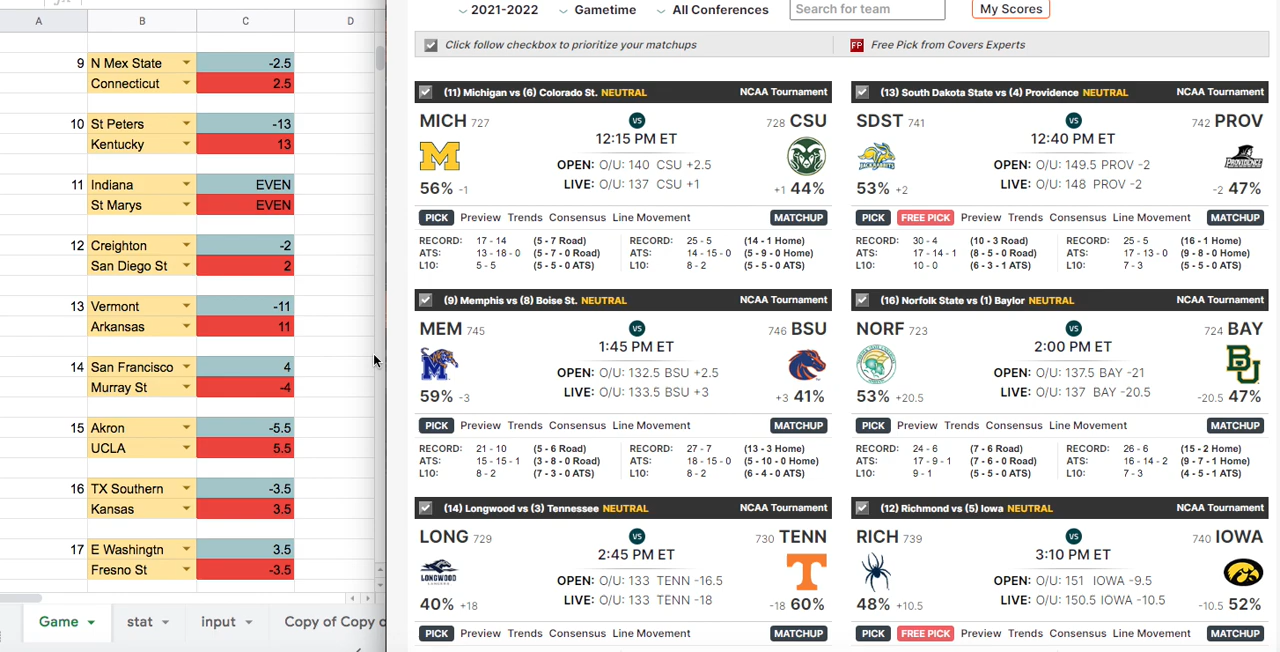 A B C D
9 N Mex State -2.5
Connecticut 2.5
10 St Peters -13
Kentucky 13
11 Indiana EVEN
St Marys EVEN
12 Creighton -2
San Diego St 2
13 Vermont -11
Arkansas 11
14 San Francisco 4
Murray St -4
15 Akron -5.5
UCLA 5.5
16 TX Southern -3.5
Kansas 3.5
17 E Washingtn 3.5
Fresno St -3.5
Game stat input Copy of Copy o
2021-2022 Gametime All Conferences Search for team My Scores
Click follow checkbox to prioritize your matchups FP Free Pick from Covers Experts
(11) Michigan vs (6) Colorado St. NEUTRAL NCAA Tournament
MICH 727 VS 728 CSU
12:15 PM ET
OPEN: O/U: 140 CSU +2.5
LIVE: O/U: 137 CSU +1
56% -1 +1 44%
PICK Preview Trends Consensus Line Movement MATCHUP
RECORD: 17 - 14 (5 - 7 Road) RECORD: 25 - 5 (14 - 1 Home)
ATS: 13 - 18 - 0 (5 - 7 - 0 Road) ATS: 14 - 15 - 0 (5 - 9 - 0 Home)
L10: 5 - 5 (5 - 5 - 0 ATS) L10: 8 - 2 (5 - 5 - 0 ATS)
(13) South Dakota State vs (4) Providence NEUTRAL NCAA Tournament
SDST 741 VS 742 PROV
12:40 PM ET
OPEN: O/U: 149.5 PROV -2
LIVE: O/U: 148 PROV -2
53% +2 -2 47%
PICK FREE PICK Preview Trends Consensus Line Movement MATCHUP
RECORD: 30 - 4 (10 - 3 Road) RECORD: 25 - 5 (16 - 1 Home)
ATS: 17 - 14 - 1 (8 - 5 - 0 Road) ATS: 17 - 13 - 0 (9 - 8 - 0 Home)
L10: 10 - 0 (6 - 3 - 1 ATS) L10: 7 - 3 (5 - 5 - 0 ATS)
(9) Memphis vs (8) Boise St. NEUTRAL NCAA Tournament
MEM 745 VS 746 BSU
1:45 PM ET
OPEN: O/U: 132.5 BSU +2.5
LIVE: O/U: 133.5 BSU +3
59% -3 +3 41%
PICK Preview Trends Consensus Line Movement MATCHUP
RECORD: 21 - 10 (5 - 6 Road) RECORD: 27 - 7 (13 - 3 Home)
ATS: 15 - 15 - 1 (3 - 8 - 0 Road) ATS: 18 - 15 - 0 (5 - 10 - 0 Home)
L10: 8 - 2 (7 - 3 - 0 ATS) L10: 8 - 2 (6 - 4 - 0 ATS)
(16) Norfolk State vs (1) Baylor NEUTRAL NCAA Tournament
NORF 723 VS 724 BAY
2:00 PM ET
OPEN: O/U: 137.5 BAY -21
LIVE: O/U: 137 BAY -20.5
53% +20.5 -20.5 47%
PICK Preview Trends Consensus Line Movement MATCHUP
RECORD: 24 - 6 (7 - 6 Road) RECORD: 26 - 6 (15 - 2 Home)
ATS: 17 - 9 - 1 (7 - 6 - 0 Road) ATS: 16 - 14 - 2 (9 - 7 - 1 Home)
L10: 9 - 1 (5 - 5 - 0 ATS) L10: 7 - 3 (4 - 5 - 1 ATS)
(14) Longwood vs (3) Tennessee NEUTRAL NCAA Tournament
LONG 729 VS 730 TENN
2:45 PM ET
LONGWOOD
OPEN: O/U: 133 TENN -16.5
LIVE: O/U: 133 TENN -18
40% +18 -18 60%
PICK Preview Trends Consensus Line Movement MATCHUP
(12) Richmond vs (5) Iowa NEUTRAL NCAA Tournament
RICH 739 VS 740 IOWA
3:10 PM ET
OPEN: O/U: 151 IOWA -9.5
LIVE: O/U: 150.5 IOWA -10.5
48% +10.5 -10.5 52%
PICK FREE PICK Preview Trends Consensus Line Movement MATCHUP